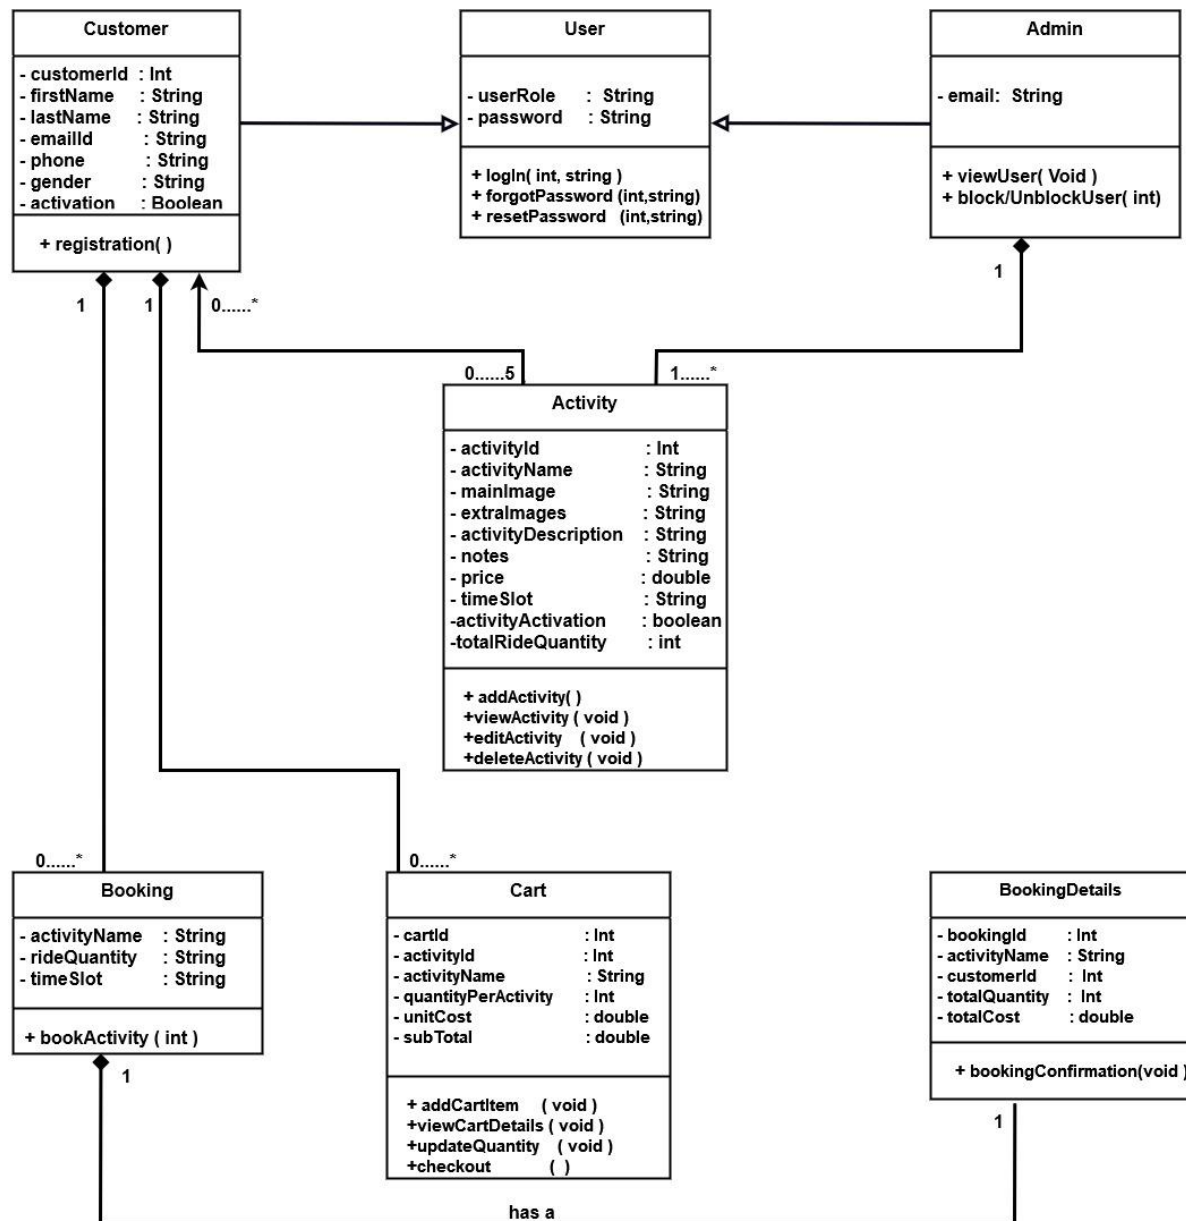 Customer
- customerId : Int
- firstName : String
- lastName : String
- emailId : String
- phone : String
- gender : String
- activation : Boolean
+ registration( )
User
- userRole : String
- password : String
+ logIn( int, string )
+ forgotPassword (int,string)
+ resetPassword (int,string)
Admin
- email: String
+ viewUser( Void )
+ block/UnblockUser( int)
1
1
0......*
1
0......5
1......*
Activity
- activityId : Int
- activityName : String
- mainImage : String
- extraImages : String
- activityDescription : String
- notes : String
- price : double
- timeSlot : String
-activityActivation : boolean
-totalRideQuantity : int
+ addActivity( )
+viewActivity ( void )
+editActivity ( void )
+deleteActivity ( void )
0......*
0......*
Booking
- activityName : String
- rideQuantity : String
- timeSlot : String
+ bookActivity ( int )
1
Cart
- cartId : Int
- activityId : Int
- activityName : String
- quantityPerActivity : Int
- unitCost : double
- subTotal : double
+ addCartItem ( void )
+viewCartDetails ( void )
+updateQuantity ( void )
+checkout ( )
BookingDetails
- bookingId : Int
- activityName : String
- customerId : Int
- totalQuantity : Int
- totalCost : double
+ bookingConfirmation(void )
1
has a